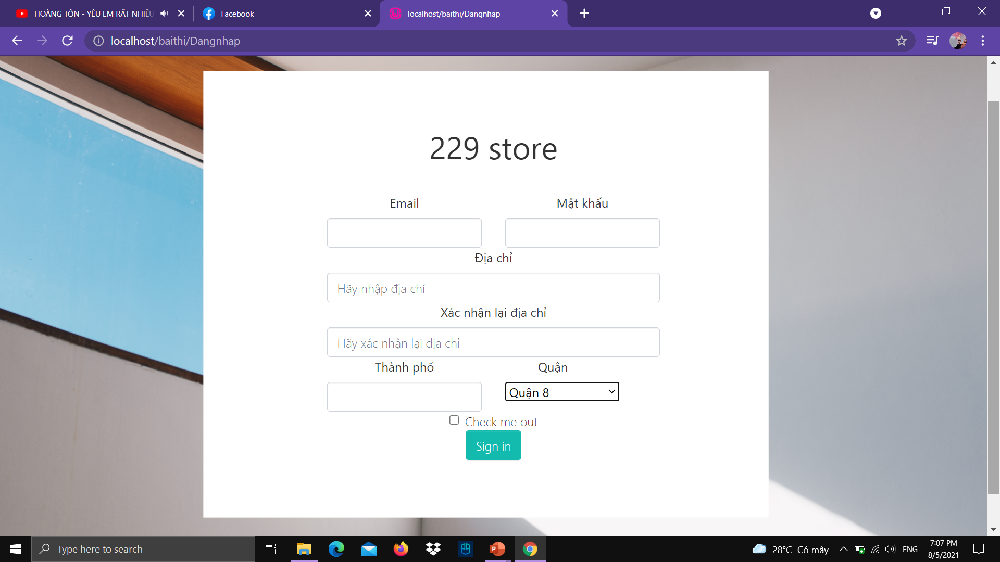 HOÀNG TÔN - YÊU EM RẤT NHIỀU
Facebook
localhost/baithi/Dangnhap
localhost/baithi/Dangnhap
229 store
Email
Mật khẩu
Địa chỉ
Hãy nhập địa chỉ
Xác nhận lại địa chỉ
Hãy xác nhận lại địa chỉ
Thành phố
Quận
Quận 8
Check me out
Sign in
Type here to search
28°C Có mây
ENG
7:07 PM
8/5/2021